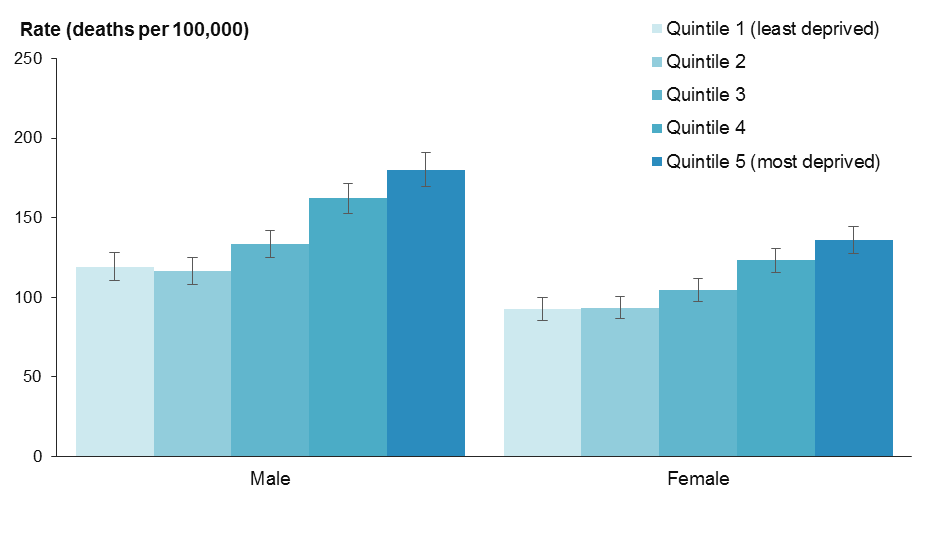 Rate (deaths per 100,000)
Quintile 1 (least deprived)
Quintile 2
Quintile 3
Quintile 4
Quintile 5 (most deprived)
250
200
150
100
50
0
Male
Female